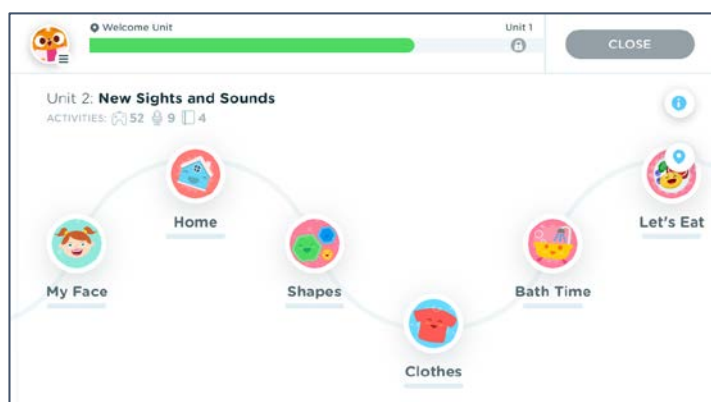 Welcome Unit
Unit 1
CLOSE
Unit 2: New Sights and Sounds
ACTIVITIES: 52 9 4
Home
Let's Eat
My Face
Shapes
Bath Time
Clothes